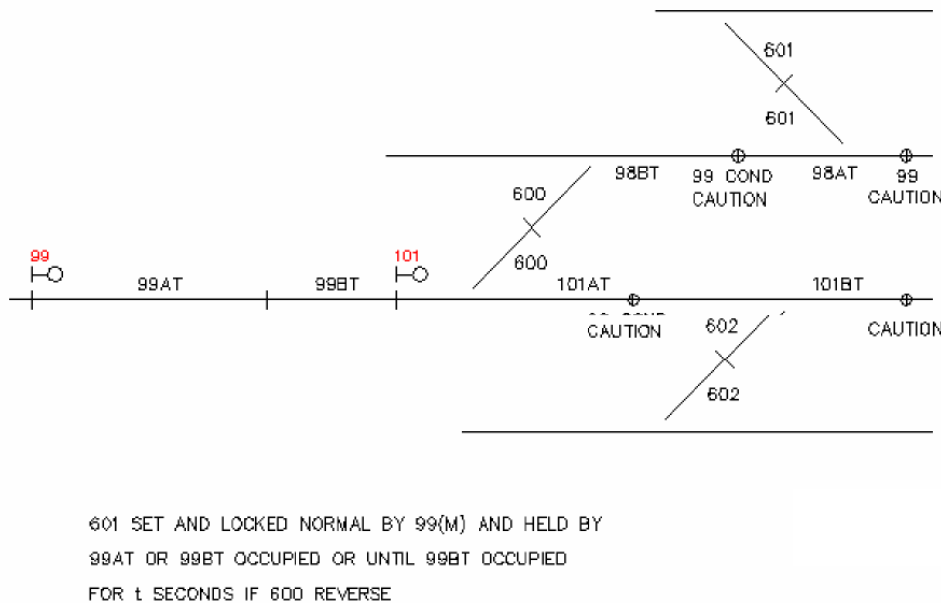 601
601
98BT
99 COND
CAUTION
98AT
99
CAUTION
600
600
99
101
99AT
99BT
101AT
101BT
CAUTION
602
CAUTION
602
601 SET AND LOCKED NORMAL BY 99(M) AND HELD BY
99AT OR 99BT OCCUPIED OR UNTIL 99BT OCCUPIED
FOR t SECONDS IF 600 REVERSE